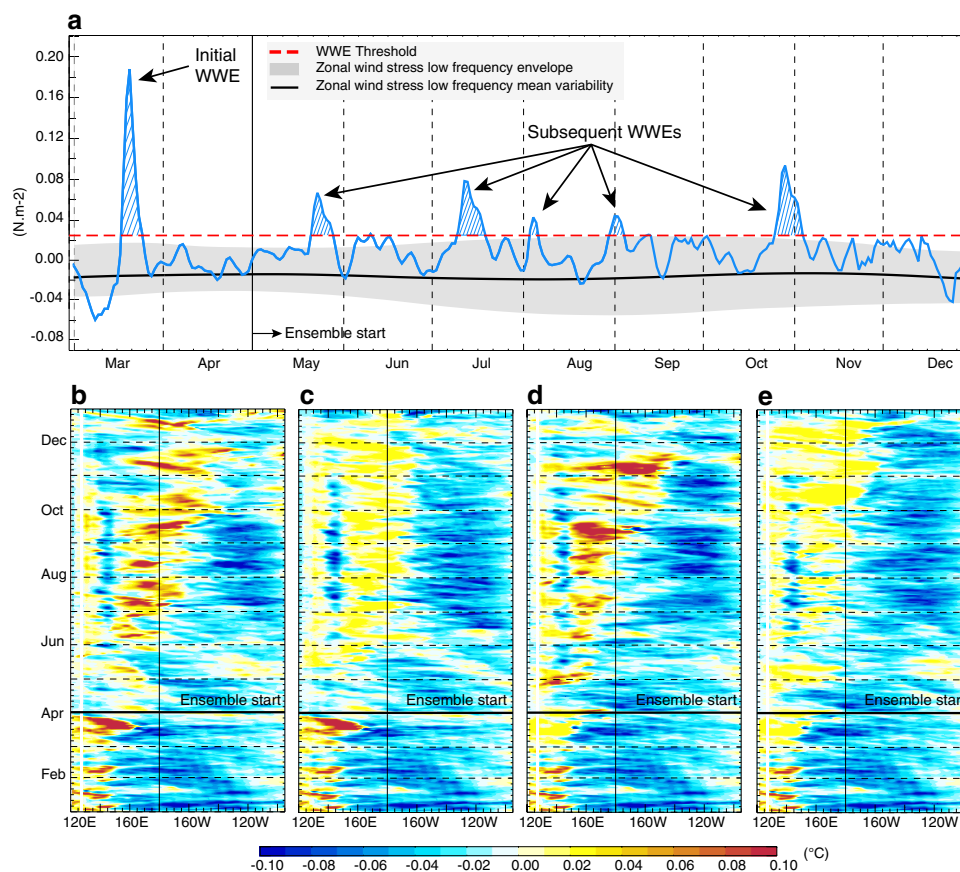 a
0.20
0.16
0.12
0.08
0.04
0.00
-0.04
-0.08
(N.m-2)
Initial
WWE
WWE Threshold
Zonal wind stress low frequency envelope
Zonal wind stress low frequency mean variability
Subsequent WWEs
Ensemble start
Mar Apr May Jun Jul Aug Sep Oct Nov Dec
b c d e
Dec
Oct
Aug
Jun
Apr
Feb
Ensemble start Ensemble start Ensemble start Ensemble start
120E 160E 160W 120W 120E 160E 160W 120W 120E 160E 160W 120W 120E 160E 160W 120W
-0.10 -0.08 -0.06 -0.04 -0.02 0.00 0.02 0.04 0.06 0.08 0.10
(°C)